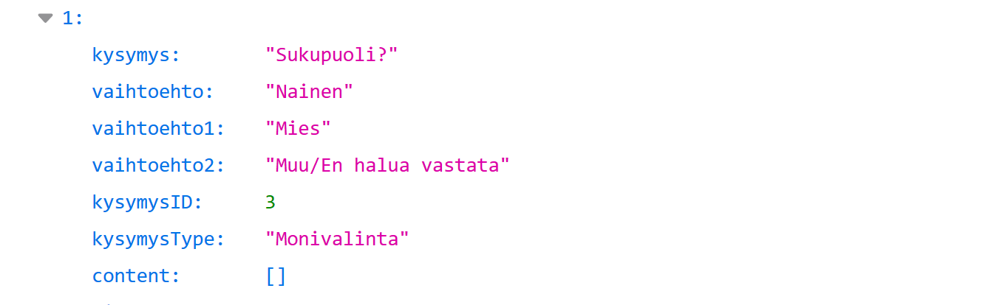 1:
kysymys: "Sukupuoli?"
vaihtoehto: "Nainen"
vaihtoehto1: "Mies"
vaihtoehto2: "Muu/En halua vastata"
kysymysID: 3
kysymysType: "Monivalinta"
content: []